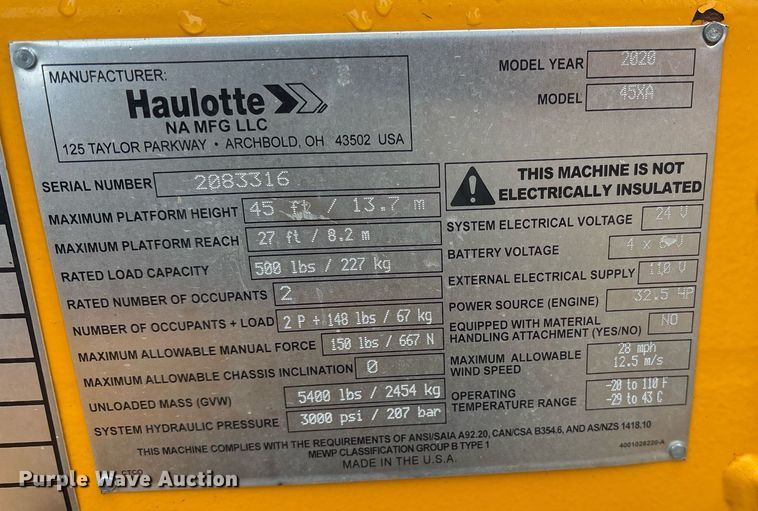 MANUFACTURER:
Haulotte
NA MFG LLC
125 TAYLOR PARKWAY • ARCHBOLD, OH 43502 USA
MODEL YEAR 2020
MODEL 45XA
SERIAL NUMBER 2083316
MAXIMUM PLATFORM HEIGHT 45 ft / 13.7 m
MAXIMUM PLATFORM REACH 27 ft / 8.2 m
RATED LOAD CAPACITY 500 lbs / 227 kg
RATED NUMBER OF OCCUPANTS 2
NUMBER OF OCCUPANTS + LOAD 2 P + 148 lbs / 67 kg
MAXIMUM ALLOWABLE MANUAL FORCE 150 lbs / 667 N
MAXIMUM ALLOWABLE CHASSIS INCLINATION 0
UNLOADED MASS (GVW) 5400 lbs / 2454 kg
SYSTEM HYDRAULIC PRESSURE 3000 psi / 207 bar
THIS MACHINE IS NOT
ELECTRICALLY INSULATED
SYSTEM ELECTRICAL VOLTAGE 24 V
BATTERY VOLTAGE 4 x 6 V
EXTERNAL ELECTRICAL SUPPLY 110 V
POWER SOURCE (ENGINE) 32.5 HP
EQUIPPED WITH MATERIAL
HANDLING ATTACHMENT (YES/NO) NO
MAXIMUM ALLOWABLE
WIND SPEED
28 mph
12.5 m/s
OPERATING
TEMPERATURE RANGE
-20 to 110 F
-29 to 43 C
THIS MACHINE COMPLIES WITH THE REQUIREMENTS OF ANSI/SAIA A92.20, CAN/CSA B354.6, AND AS/NZS 1418.10
MEWP CLASSIFICATION GROUP B TYPE 1
MADE IN THE U.S.A.
4001028220-A
CTCO
Purple Wave Auction